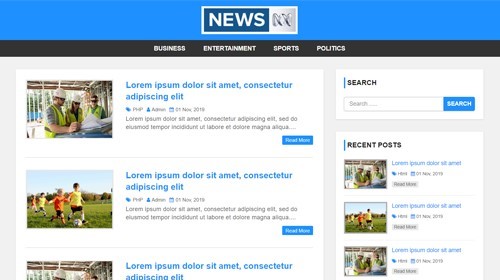 NEWS
BUSINESS ENTERTAINMENT SPORTS POLITICS
Lorem ipsum dolor sit amet, consectetur
adipiscing elit
PHP Admin 01 Nov, 2019
Lorem ipsum dolor sit amet, consectetur adipiscing elit, sed do
eiusmod tempor incididunt ut labore et dolore magna aliqua....
Read More
Lorem ipsum dolor sit amet, consectetur
adipiscing elit
PHP Admin 01 Nov, 2019
Lorem ipsum dolor sit amet, consectetur adipiscing elit, sed do
eiusmod tempor incididunt ut labore et dolore magna aliqua....
Read More
Lorem ipsum dolor sit amet, consectetur
adipiscing elit
SEARCH
Search.....
SEARCH
RECENT POSTS
Lorem ipsum dolor sit amet
Html 01 Nov, 2019
Read More
Lorem ipsum dolor sit amet
Html 01 Nov, 2019
Read More
Lorem ipsum dolor sit amet
Html 01 Nov, 2019
Read More